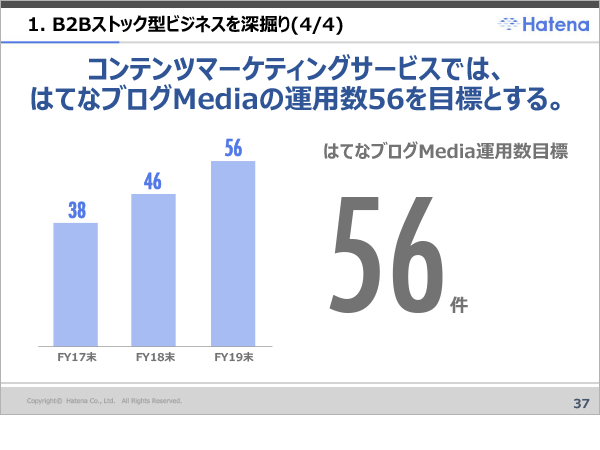 1. B2Bストック型ビジネスを深掘り(4/4)
Hatena
コンテンツマーケティングサービスでは、
はてなブログMediaの運用数56を目標とする。
はてなブログMedia運用数目標
56件
38
46
56
FY17末
FY18末
FY19末
Copyright© Hatena Co., Ltd. All Rights Reserved.
37